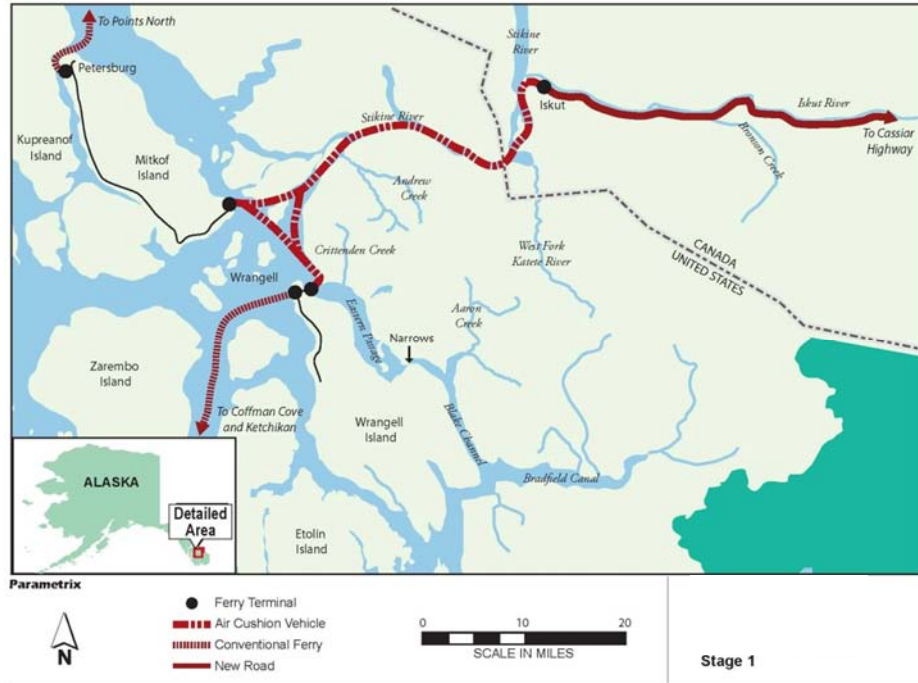 To Points North
Petersburg
Kupreanof
Island
Mitkof
Island
Stikine
River
Iskut
Iskut River
To Cassiar
Highway
Bronson Creek
Stikine River
Andrew
Creek
Crittenden Creek
West Fork
Katete River
CANADA
UNITED STATES
Wrangell
Eastern Passage
Aaron
Creek
Narrows
Zarembo
Island
To Coffman Cove
and Ketchikan
Wrangell
Island
Blake Channel
Bradfield Canal
Etolin
Island
ALASKA
Detailed
Area
Parametrix
N
Ferry Terminal
Air Cushion Vehicle
Conventional Ferry
New Road
0 10 20
SCALE IN MILES
Stage 1